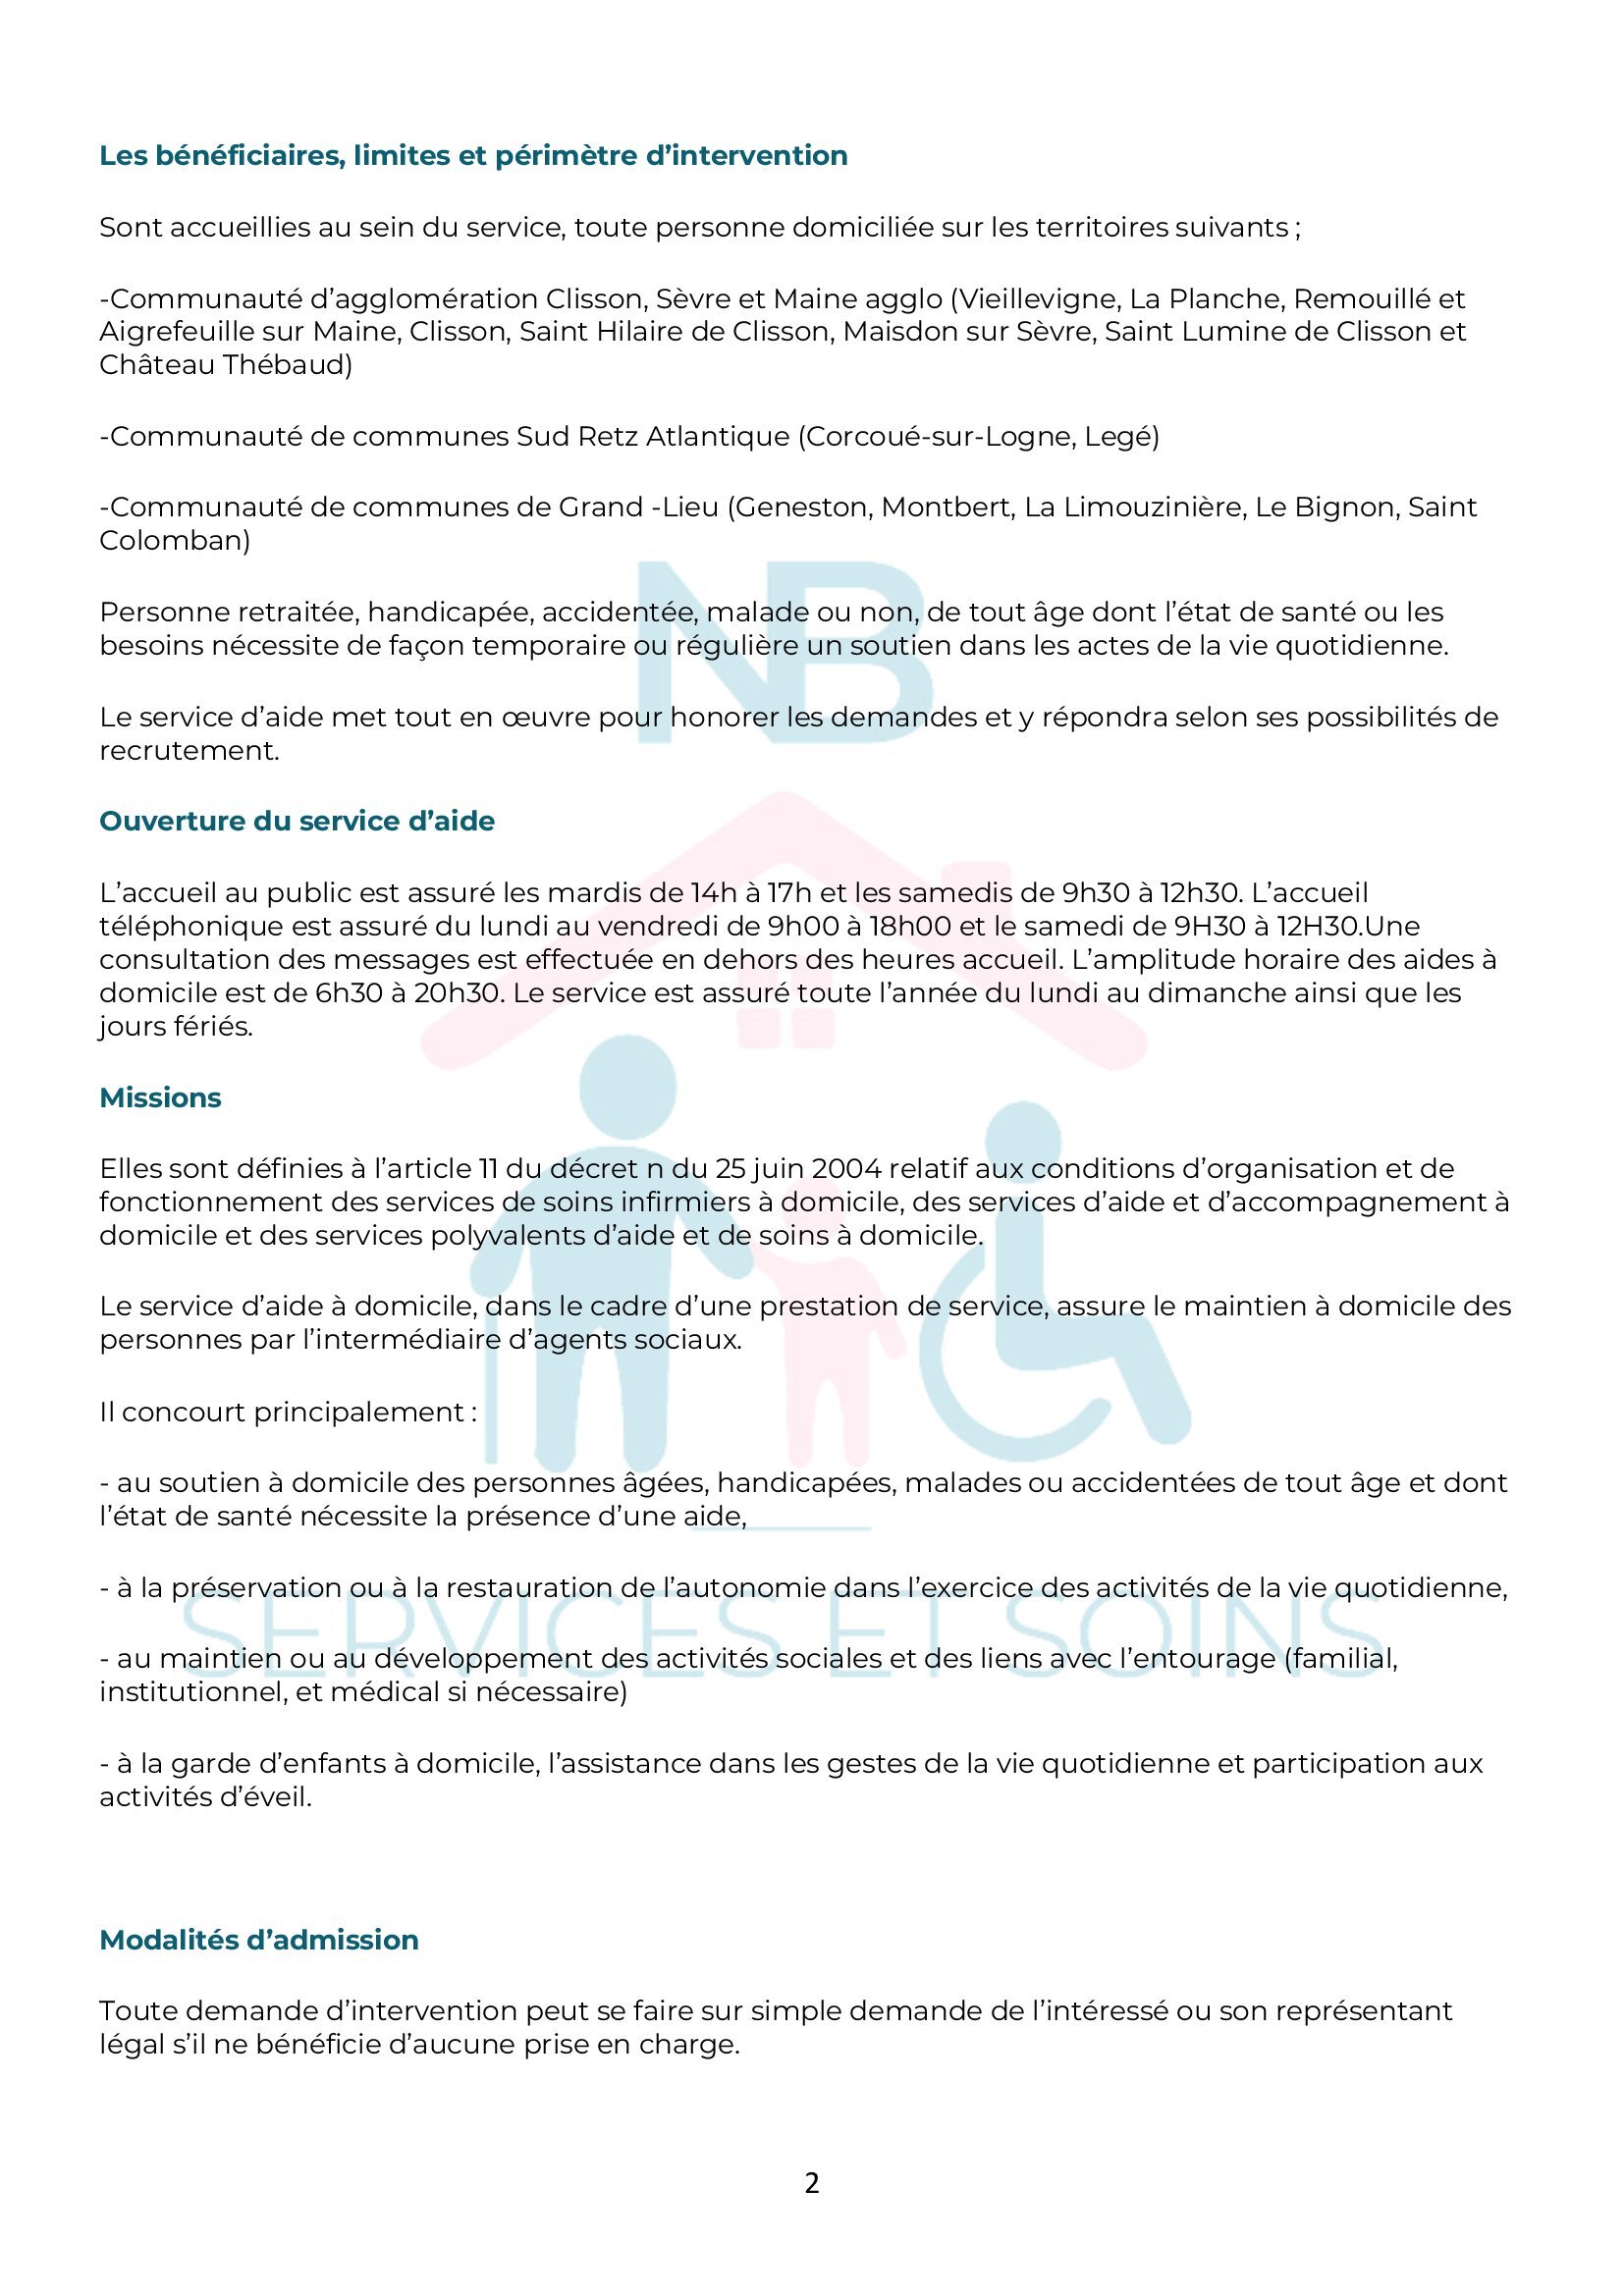 Les bénéficiaires, limites et périmètre d’intervention
Sont accueillies au sein du service, toute personne domiciliée sur les territoires suivants ;
-Communauté d’agglomération Clisson, Sèvre et Maine agglo (Vieillevigne, La Planche, Remouillé et
Aigrefeuille sur Maine, Clisson, Saint Hilaire de Clisson, Maisdon sur Sèvre, Saint Lumine de Clisson et
Château Thébaud)
-Communauté de communes Sud Retz Atlantique (Corcoué-sur-Logne, Legé)
-Communauté de communes de Grand -Lieu (Geneston, Montbert, La Limouzinière, Le Bignon, Saint
Colomban)
NB
Personne retraitée, handicapée, accidentée, malade ou non, de tout âge dont l’état de santé ou les
besoins nécessite de façon temporaire ou régulière un soutien dans les actes de la vie quotidienne.
Le service d’aide met tout en œuvre pour honorer les demandes et y répondra selon ses possibilités de
recrutement.
Ouverture du service d’aide
L’accueil au public est assuré les mardis de 14h à 17h et les samedis de 9h30 à 12h30. L’accueil
téléphonique est assuré du lundi au vendredi de 9h00 à 18h00 et le samedi de 9H30 à 12H30.Une
consultation des messages est effectuée en dehors des heures accueil. L’amplitude horaire des aides à
domicile est de 6h30 à 20h30. Le service est assuré toute l’année du lundi au dimanche ainsi que les
jours fériés.
Missions
Elles sont définies à l’article 11 du décret n du 25 juin 2004 relatif aux conditions d’organisation et de
fonctionnement des services de soins infirmiers à domicile, des services d’aide et d’accompagnement à
domicile et des services polyvalents d’aide et de soins à domicile.
Le service d’aide à domicile, dans le cadre d’une prestation de service, assure le maintien à domicile des
personnes par l’intermédiaire d’agents sociaux.
Il concourt principalement :
- au soutien à domicile des personnes âgées, handicapées, malades ou accidentées de tout âge et dont
l’état de santé nécessite la présence d’une aide,
- à la préservation ou à la restauration de l’autonomie dans l’exercice des activités de la vie quotidienne,
SERVICES ET SOINS
- au maintien ou au développement des activités sociales et des liens avec l’entourage (familial,
institutionnel, et médical si nécessaire)
- à la garde d’enfants à domicile, l’assistance dans les gestes de la vie quotidienne et participation aux
activités d’éveil.
Modalités d’admission
Toute demande d’intervention peut se faire sur simple demande de l’intéressé ou son représentant
légal s’il ne bénéficie d’aucune prise en charge.
2